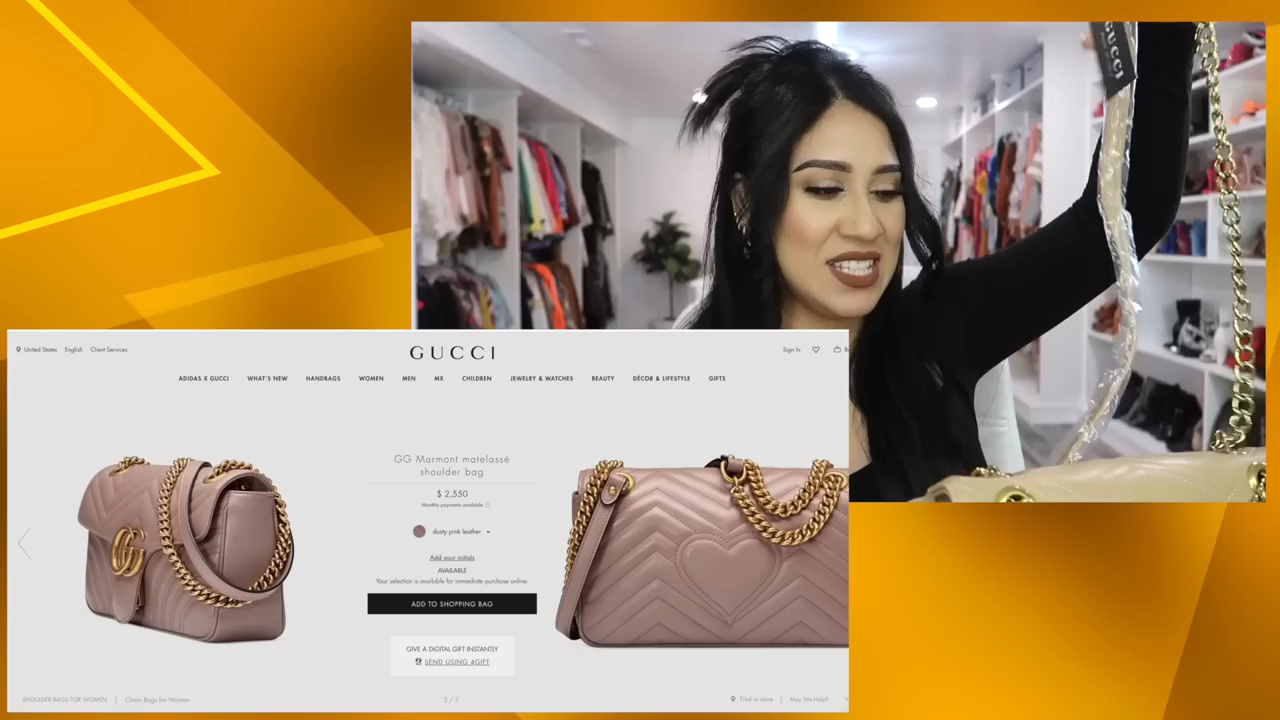 GUCCI
United States English Client Services
GUCCI
Sign In
ADIDAS X GUCCI WHAT'S NEW HANDBAGS WOMEN MEN MX CHILDREN JEWELRY & WATCHES BEAUTY DÉCOR & LIFESTYLE GIFTS
GG Marmont matelassé
shoulder bag
$ 2,550
Monthly payments available
dusty pink leather
Add your initials
AVAILABLE
Your selection is available for immediate purchase online.
ADD TO SHOPPING BAG
GIVE A DIGITAL GIFT INSTANTLY
SEND USING 4GIFT
SHOULDER BAGS FOR WOMEN | Chain Bags for Women
3 / 7
Find in store | May We Help?